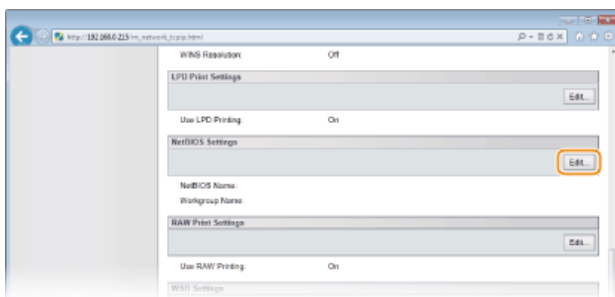 http://192.168.0.215/m_network_tcpip.html
WINS Resolution: Off
LPD Print Settings
Edit...
Use LPD Printing: On
NetBIOS Settings
Edit...
NetBIOS Name:
Workgroup Name:
RAW Print Settings
Edit...
Use RAW Printing: On
WSD Settings